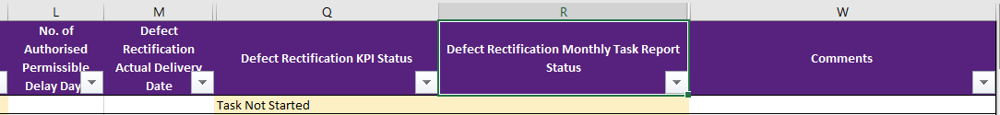 L M Q R W
No. of
Authorised
Permissible
Delay Day
Defect
Rectification
Actual Delivery
Date
Defect Rectification KPI Status
Defect Rectification Monthly Task Report
Status
Comments
Task Not Started